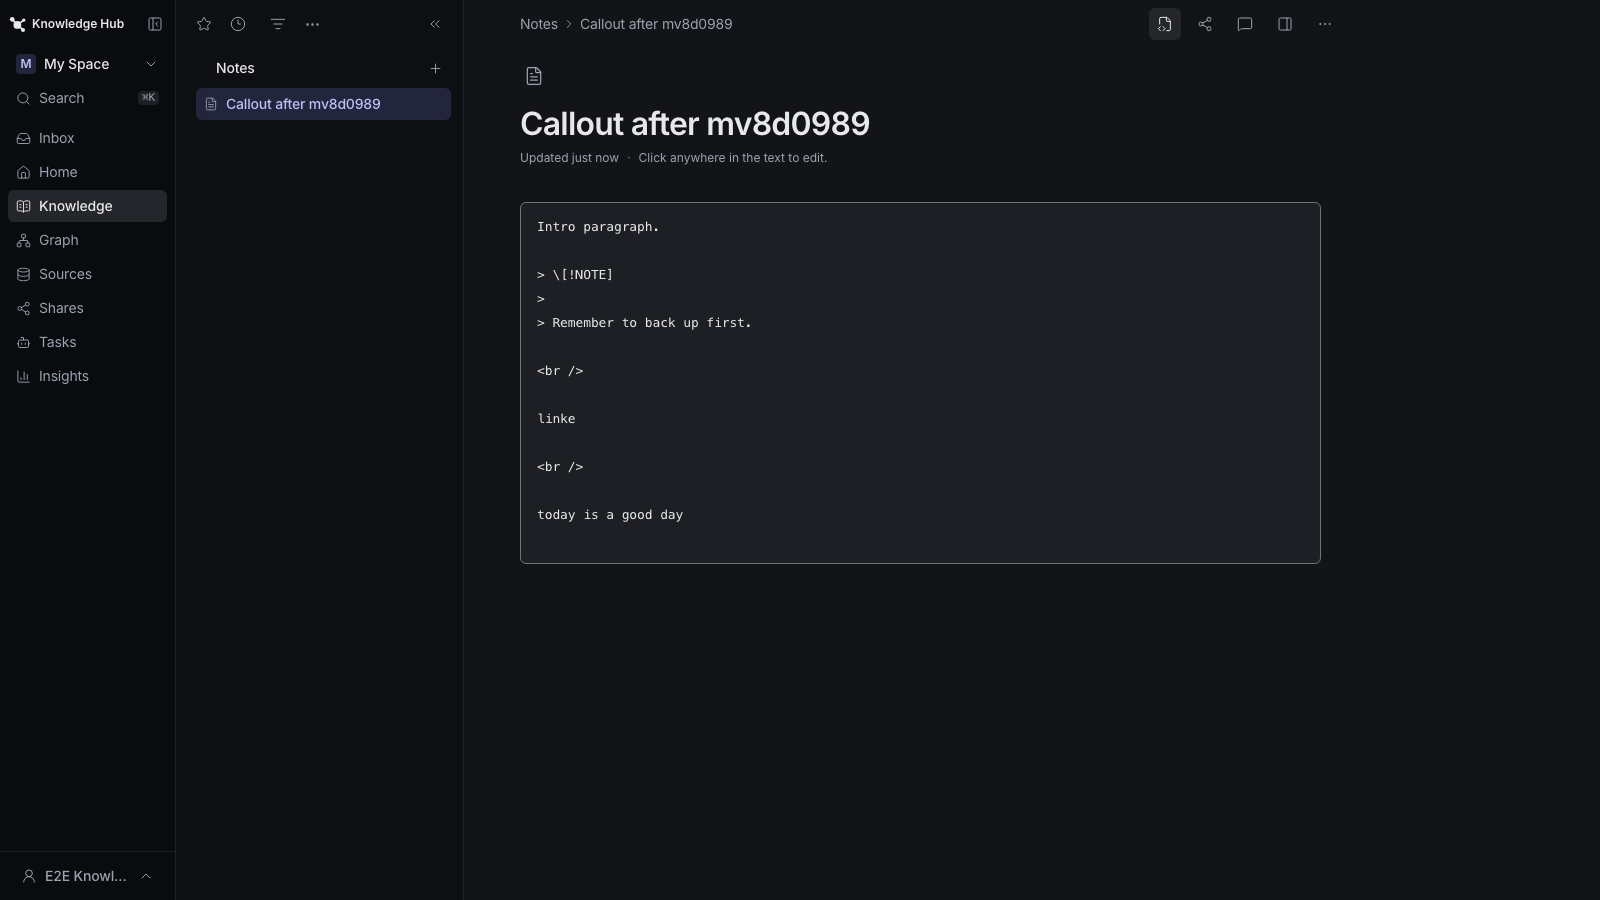 Knowledge Hub
M My Space
Search ⌘K
Inbox
Home
Knowledge
Graph
Sources
Shares
Tasks
Insights
E2E Knowl...
Notes
Callout after mv8d0989
Notes > Callout after mv8d0989
Callout after mv8d0989
Updated just now · Click anywhere in the text to edit.
Intro paragraph.
> \[!NOTE]
>
> Remember to back up first.
<br />
linke
<br />
today is a good day